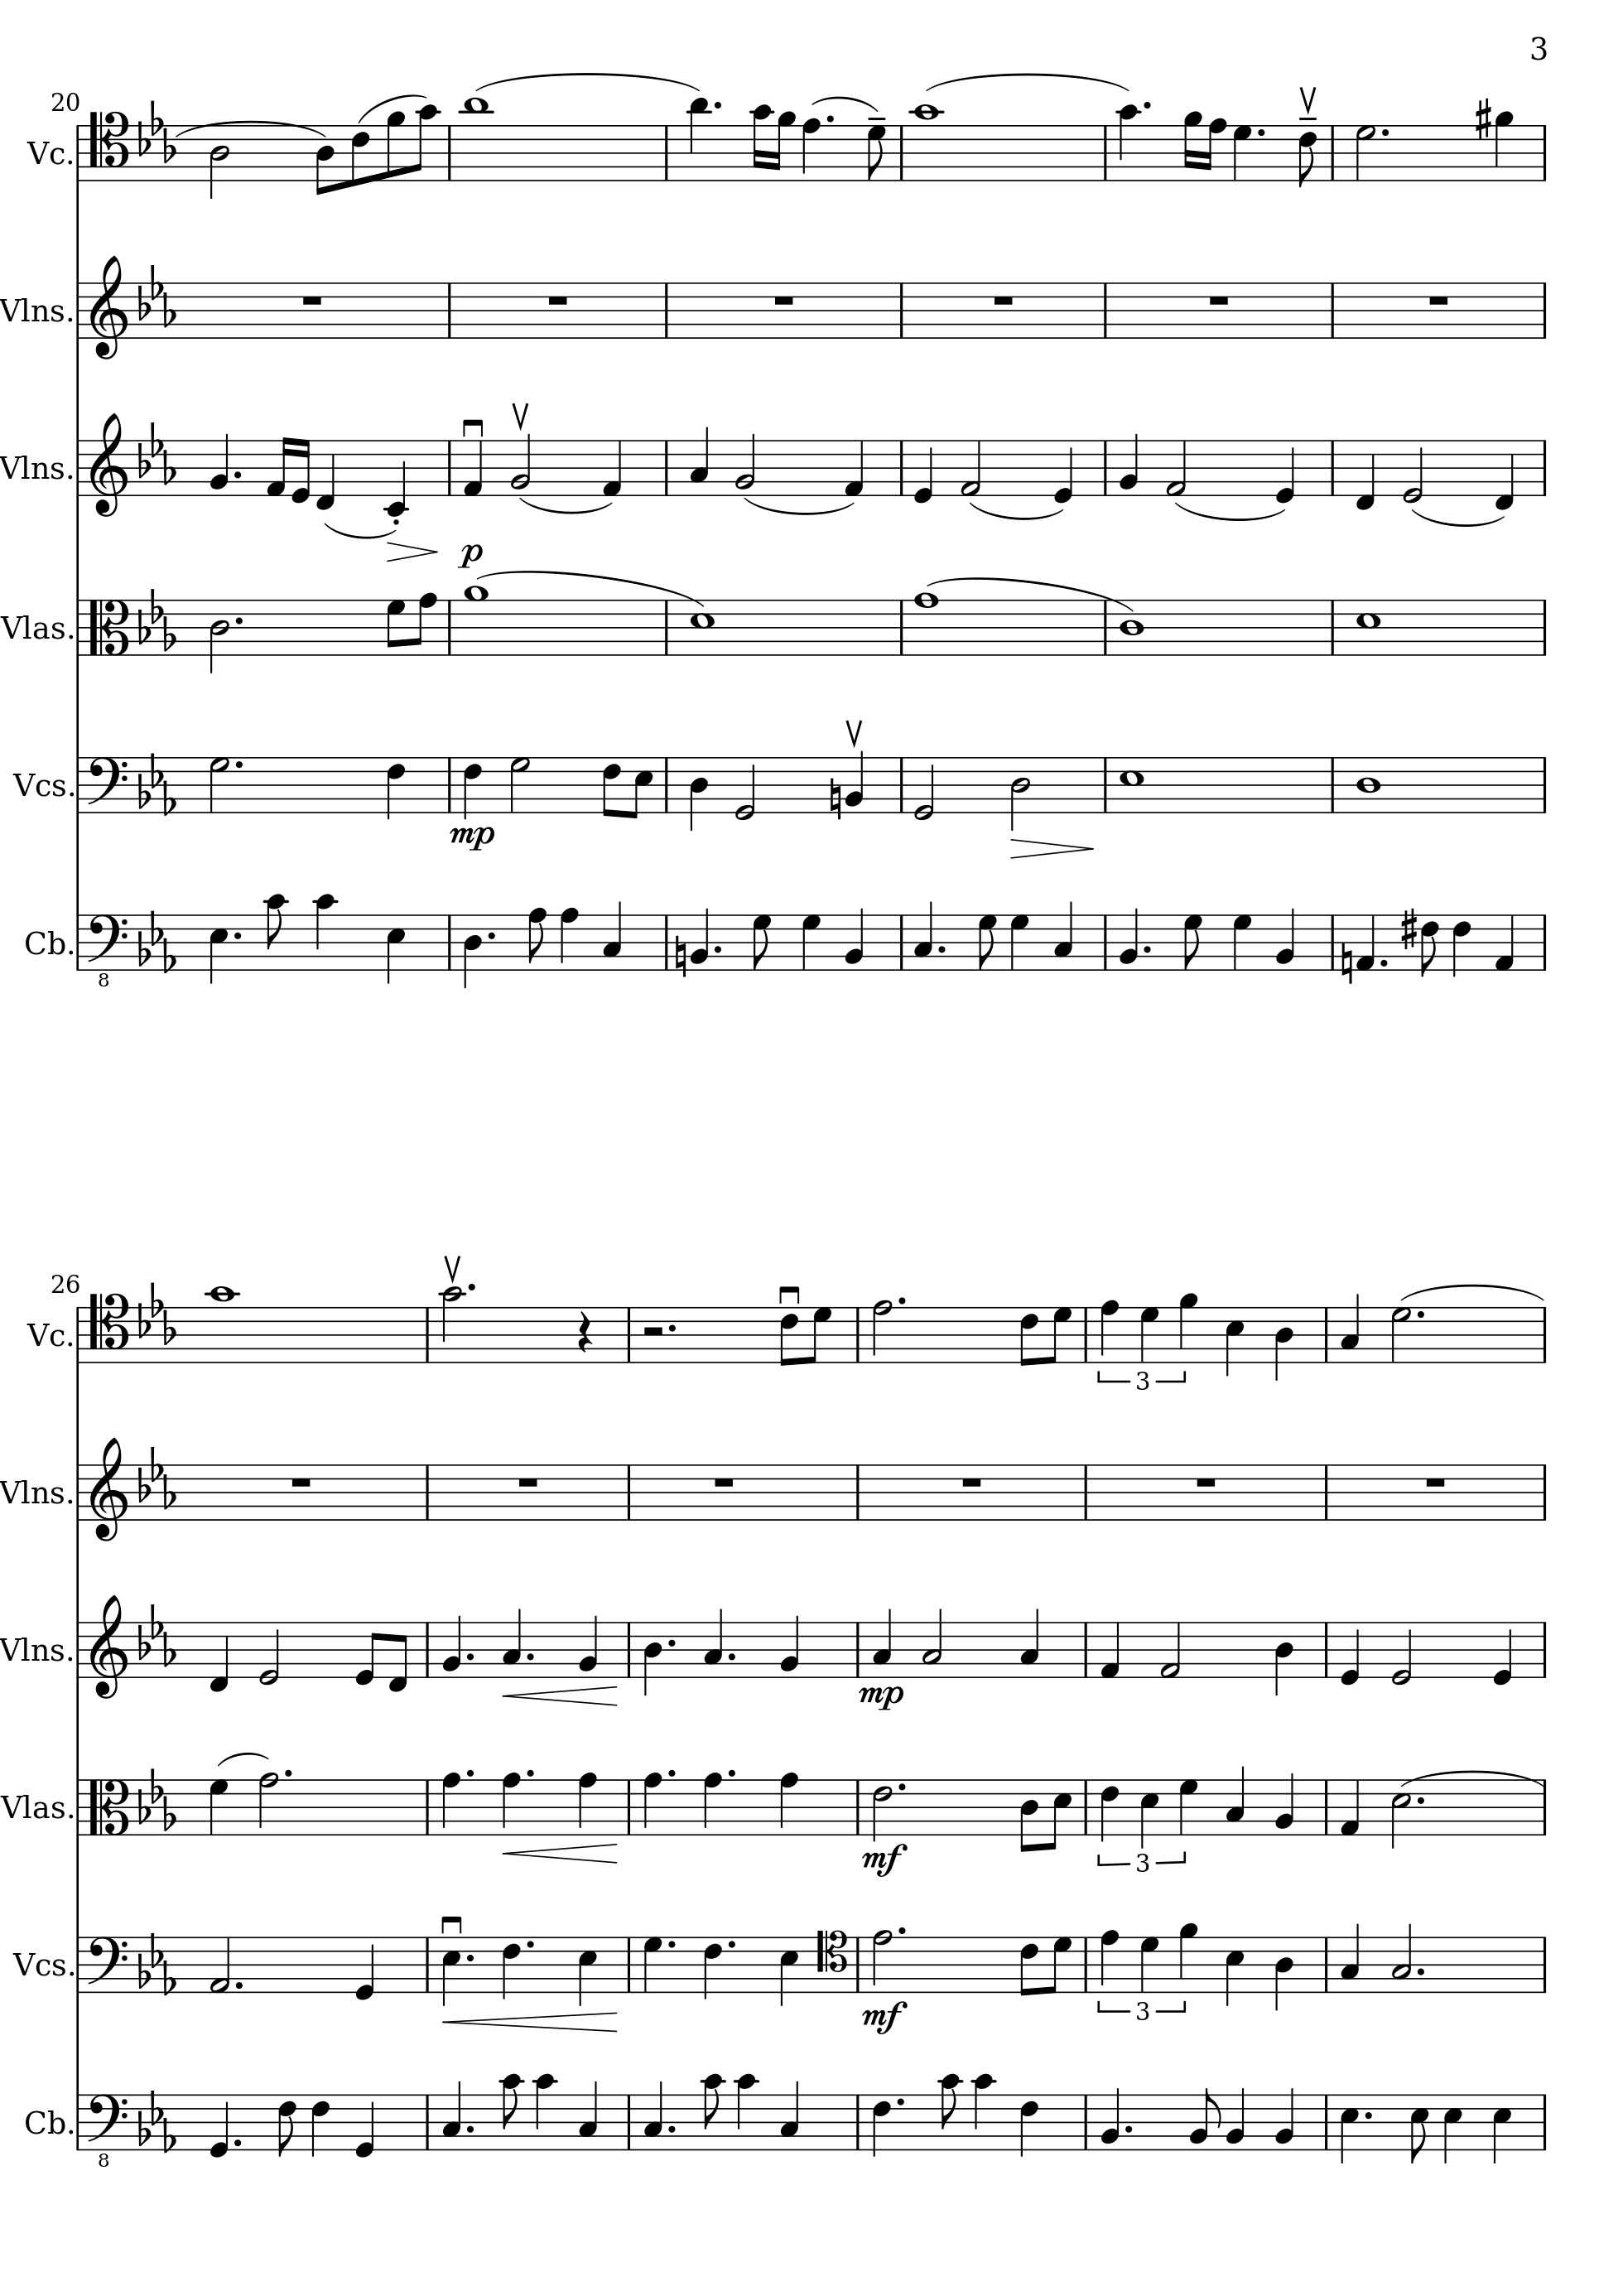 3
20
Vc.
Vlns.
Vlns.
p
Vlas.
Vcs.
mp
Cb.
8
26
Vc.
3
Vlns.
Vlns.
mp
Vlas.
mf
3
Vcs.
mf
3
Cb.
8